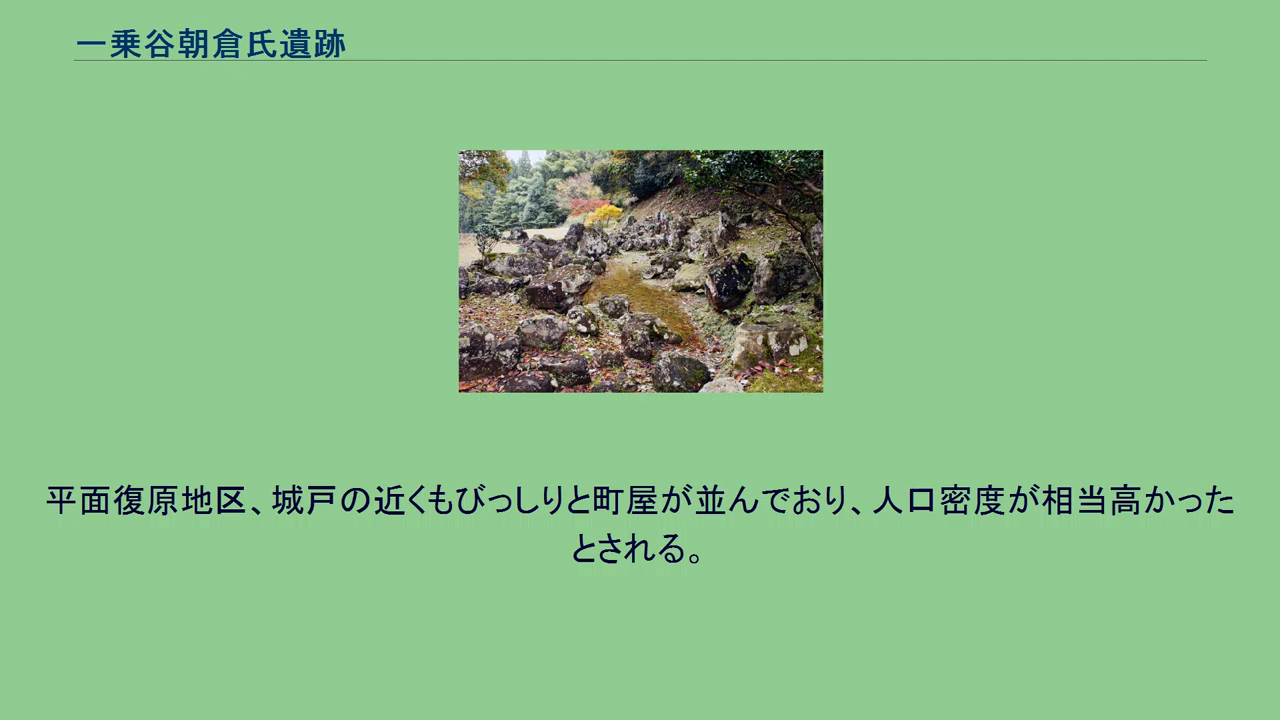 一乗谷朝倉氏遺跡
平面復原地区、城戸の近くもびっしりと町屋が並んでおり、人口密度が相当高かった
とされる。